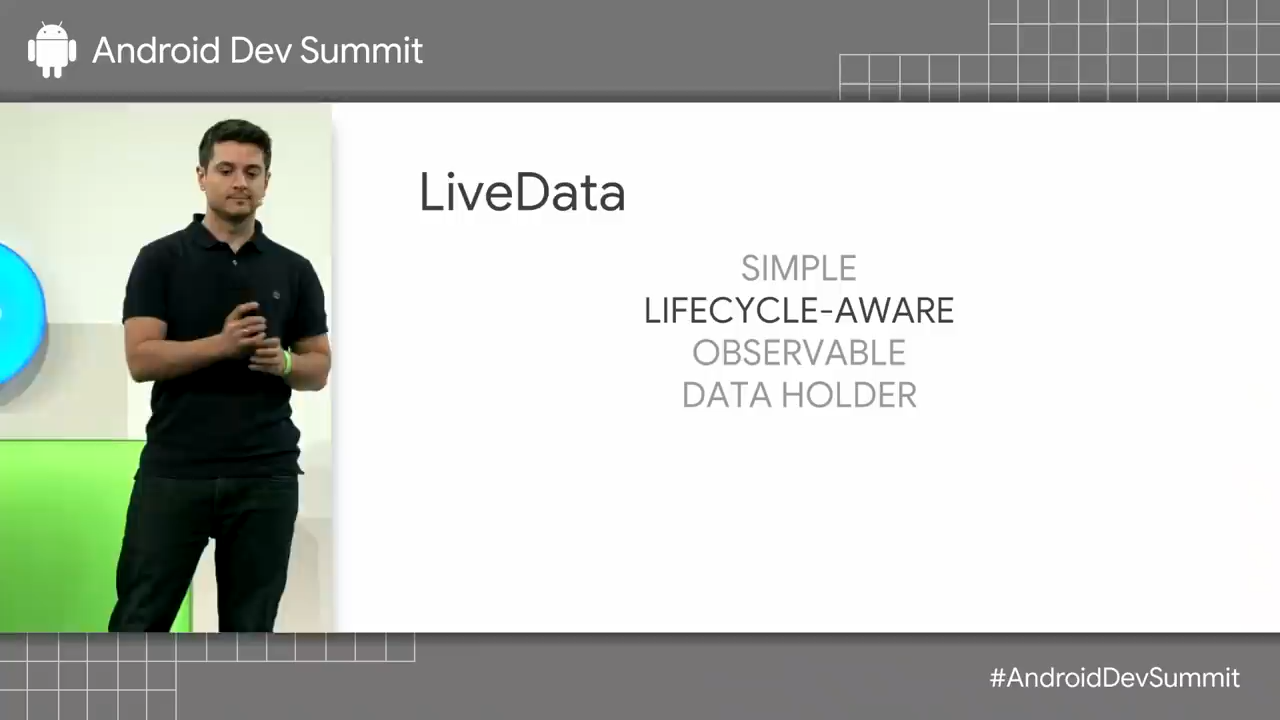 Android Dev Summit
LiveData
SIMPLE
LIFECYCLE-AWARE
OBSERVABLE
DATA HOLDER
#AndroidDevSummit